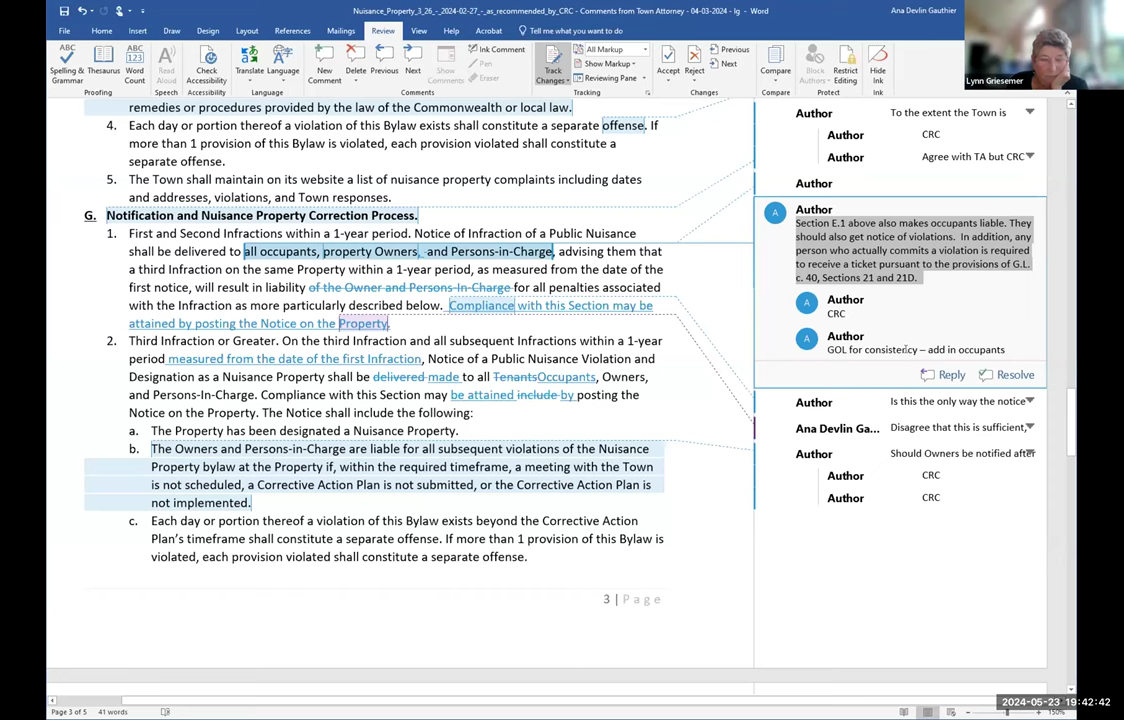 Nuisance_Property_3_26_-_2024-02-27_-_as_recommended_by_CRC - Comments from Town Attorney - 04-03-2024 - lg - Word
Ana Devlin Gauthier
File Home Insert Draw Design Layout References Mailings Review View Help Acrobat Tell me what you want to do
Spelling & Grammar
Thesaurus
Word Count
Read Aloud
Check Accessibility
Translate
Language
New Comment
Delete
Previous
Next
Show Comments
Ink Comment
Pen
Eraser
Track Changes
All Markup
Show Markup
Reviewing Pane
Accept
Reject
Previous
Next
Compare
Block Authors
Restrict Editing
Hide Ink
Proofing
Speech
Accessibility
Language
Comments
Tracking
Changes
Compare
Protect
Ink
Lynn Griesemer
remedies or procedures provided by the law of the Commonwealth or local law.
4. Each day or portion thereof a violation of this Bylaw exists shall constitute a separate offense. If
more than 1 provision of this Bylaw is violated, each provision violated shall constitute a
separate offense.
5. The Town shall maintain on its website a list of nuisance property complaints including dates
and addresses, violations, and Town responses.
G. Notification and Nuisance Property Correction Process.
1. First and Second Infractions within a 1-year period. Notice of Infraction of a Public Nuisance
shall be delivered to all occupants, property Owners, and Persons-in-Charge, advising them that
a third Infraction on the same Property within a 1-year period, as measured from the date of the
first notice, will result in liability of the Owner and Persons-In-Charge for all penalties associated
with the Infraction as more particularly described below. Compliance with this Section may be
attained by posting the Notice on the Property.
2. Third Infraction or Greater. On the third Infraction and all subsequent Infractions within a 1-year
period measured from the date of the first Infraction, Notice of a Public Nuisance Violation and
Designation as a Nuisance Property shall be delivered made to all TenantsOccupants, Owners,
and Persons-In-Charge. Compliance with this Section may be attained include by posting the
Notice on the Property. The Notice shall include the following:
a. The Property has been designated a Nuisance Property.
b. The Owners and Persons-in-Charge are liable for all subsequent violations of the Nuisance
Property bylaw at the Property if, within the required timeframe, a meeting with the Town
is not scheduled, a Corrective Action Plan is not submitted, or the Corrective Action Plan is
not implemented.
c. Each day or portion thereof a violation of this Bylaw exists beyond the Corrective Action
Plan's timeframe shall constitute a separate offense. If more than 1 provision of this Bylaw is
violated, each provision violated shall constitute a separate offense.
3 | Page
Author To the extent the Town is
Author CRC
Author Agree with TA but CRC
Author
A
Author
Section E.1 above also makes occupants liable. They
should also get notice of violations. In addition, any
person who actually commits a violation is required
to receive a ticket pursuant to the provisions of G.L.
c. 40, Sections 21 and 21D.
A
Author
CRC
A
Author
GOL for consistency – add in occupants
Reply Resolve
Author Is this the only way the notice
Ana Devlin Ga... Disagree that this is sufficient,
Author Should Owners be notified after
Author CRC
Author CRC
Page 3 of 5 41 words
150%
2024-05-23 19:42:42